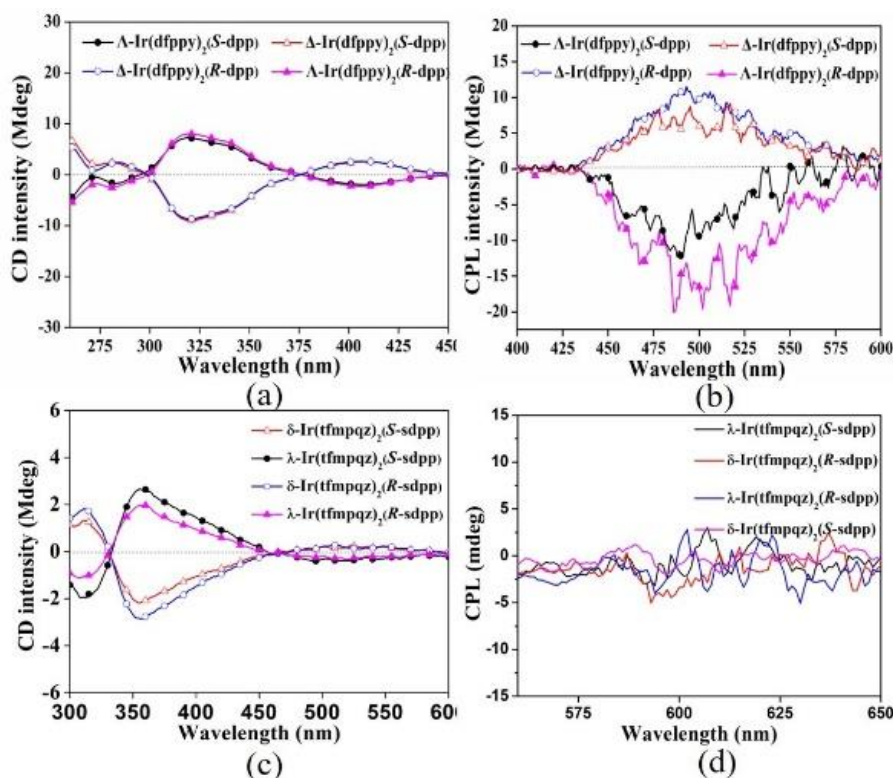 Λ-Ir(dfppy)2(S-dpp) Δ-Ir(dfppy)2(S-dpp)
Δ-Ir(dfppy)2(R-dpp) Λ-Ir(dfppy)2(R-dpp)
CD intensity (Mdeg)
30
20
10
0
-10
-20
-30
275 300 325 350 375 400 425 450
Wavelength (nm)
(a)
Λ-Ir(dfppy)2(S-dpp) Δ-Ir(dfppy)2(S-dpp)
Δ-Ir(dfppy)2(R-dpp) Λ-Ir(dfppy)2(R-dpp)
CPL intensity (Mdeg)
20
15
10
5
0
-5
-10
-15
-20
400 425 450 475 500 525 550 575 600
Wavelength (nm)
(b)
δ-Ir(tfmpqz)2(S-sdpp)
λ-Ir(tfmpqz)2(S-sdpp)
δ-Ir(tfmpqz)2(R-sdpp)
λ-Ir(tfmpqz)2(R-sdpp)
CD intensity (Mdeg)
6
4
2
0
-2
-4
-6
300 350 400 450 500 550 600
Wavelength (nm)
(c)
λ-Ir(tfmpqz)2(S-sdpp)
δ-Ir(tfmpqz)2(R-sdpp)
λ-Ir(tfmpqz)2(R-sdpp)
δ-Ir(tfmpqz)2(S-sdpp)
CPL (mdeg)
15
10
5
0
-5
-10
-15
575 600 625 650
Wavelength (nm)
(d)